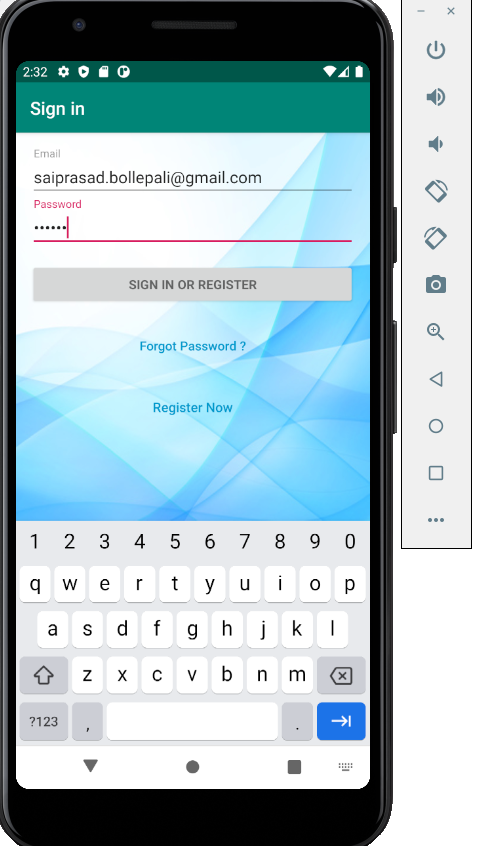 2:32
Sign in
Email
saiprasad.bollepali@gmail.com
Password
••••••
SIGN IN OR REGISTER
Forgot Password ?
Register Now
1 2 3 4 5 6 7 8 9 0
q w e r t y u i o p
a s d f g h j k l
z x c v b n m
?123 , .